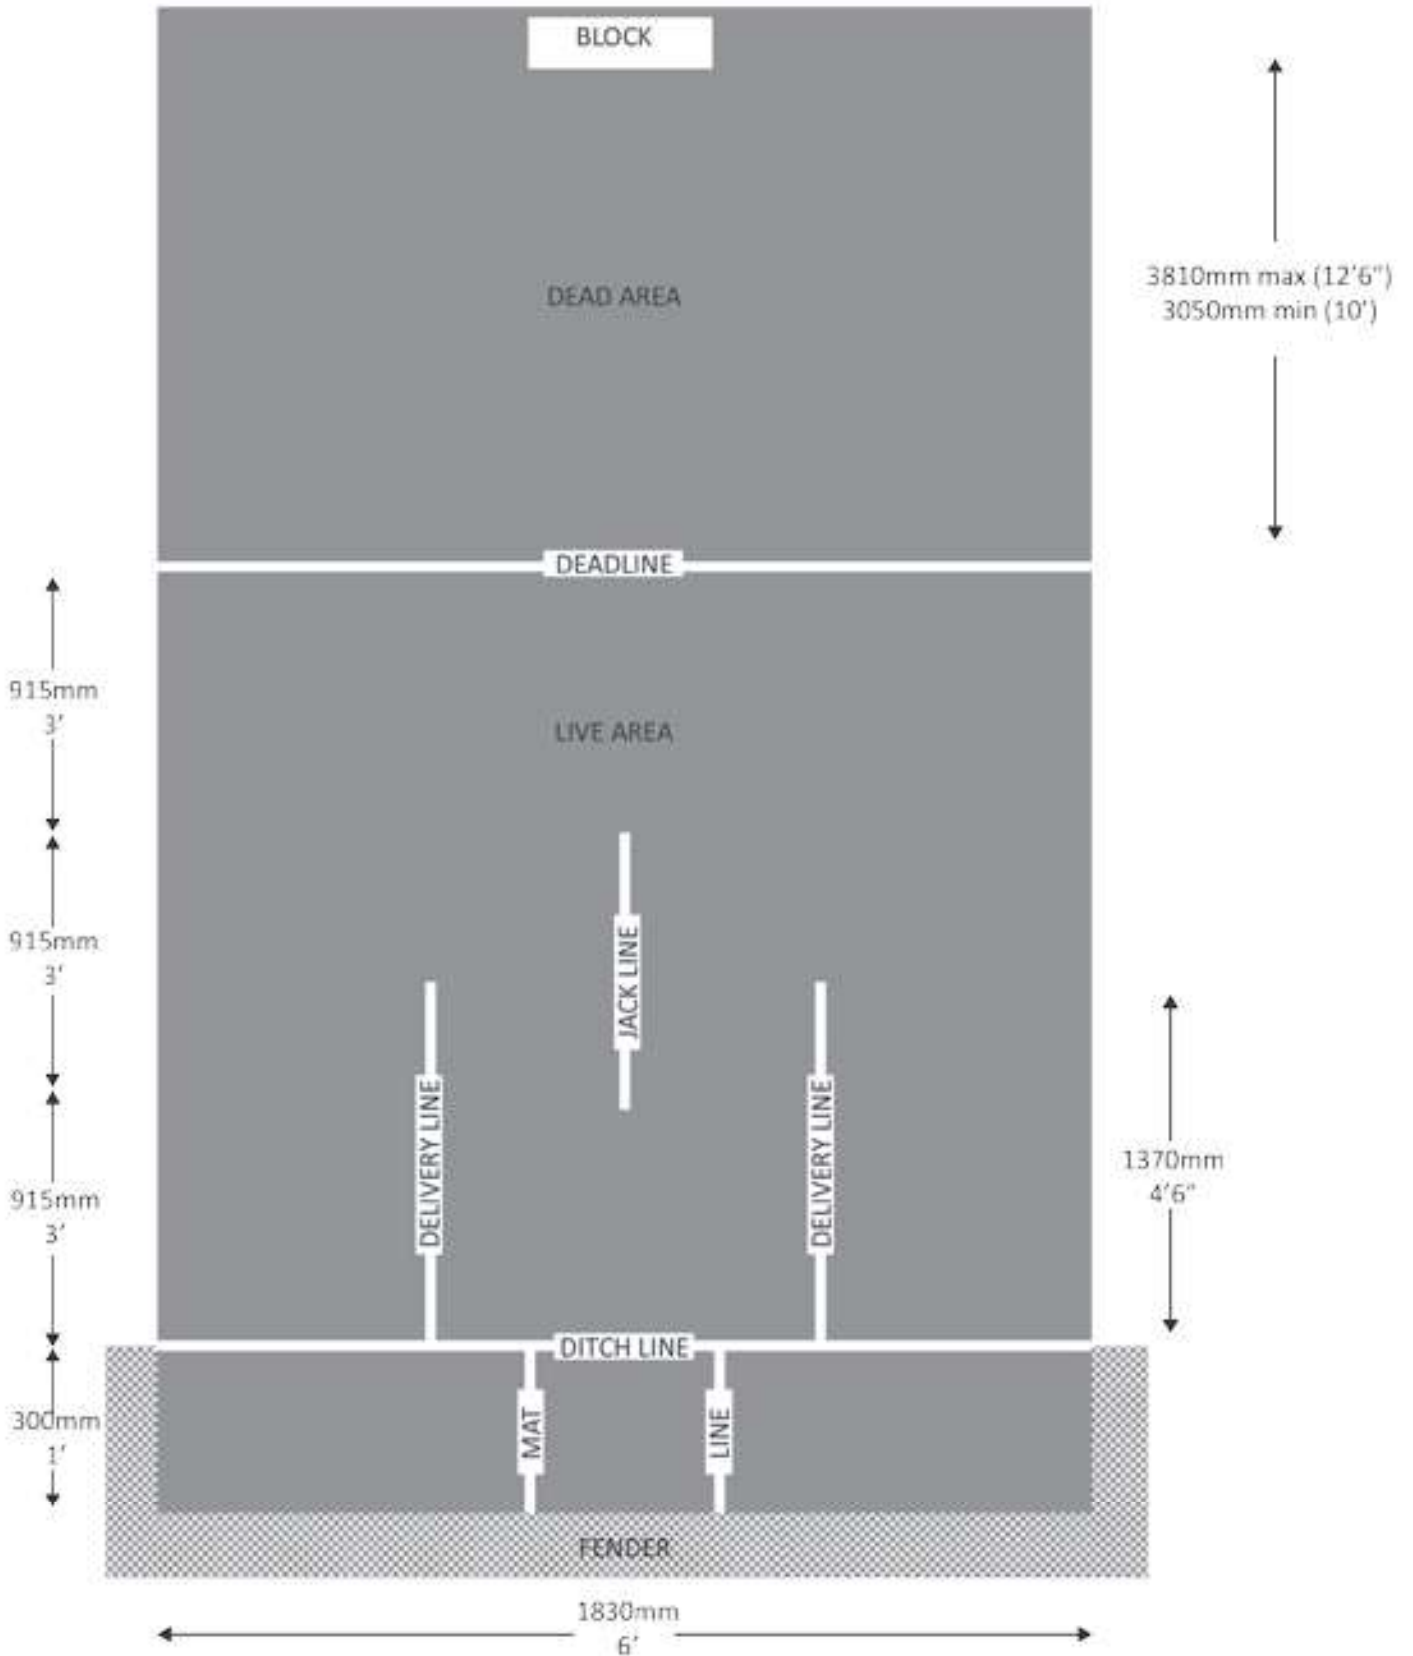 BLOCK
3810mm max (12'6")
3050mm min (10')
DEAD AREA
DEADLINE
915mm
3'
LIVE AREA
915mm
3'
JACK LINE
DELIVERY LINE
DELIVERY LINE
1370mm
4'6"
915mm
3'
DITCH LINE
300mm
1'
MAT
LINE
FENDER
1830mm
6'